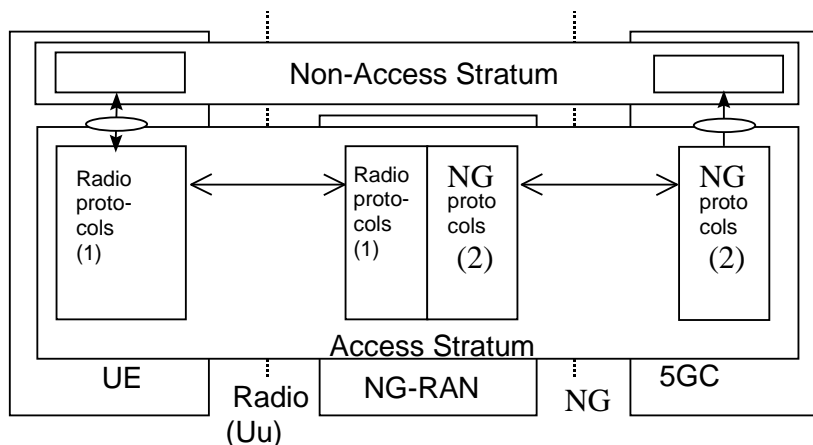 Non-Access Stratum
Radio
proto-
cols
(1)
Radio
proto-
cols
(1)
NG
proto
cols
(2)
NG
proto
cols
(2)
Access Stratum
UE
Radio
(Uu)
NG-RAN
NG
5GC